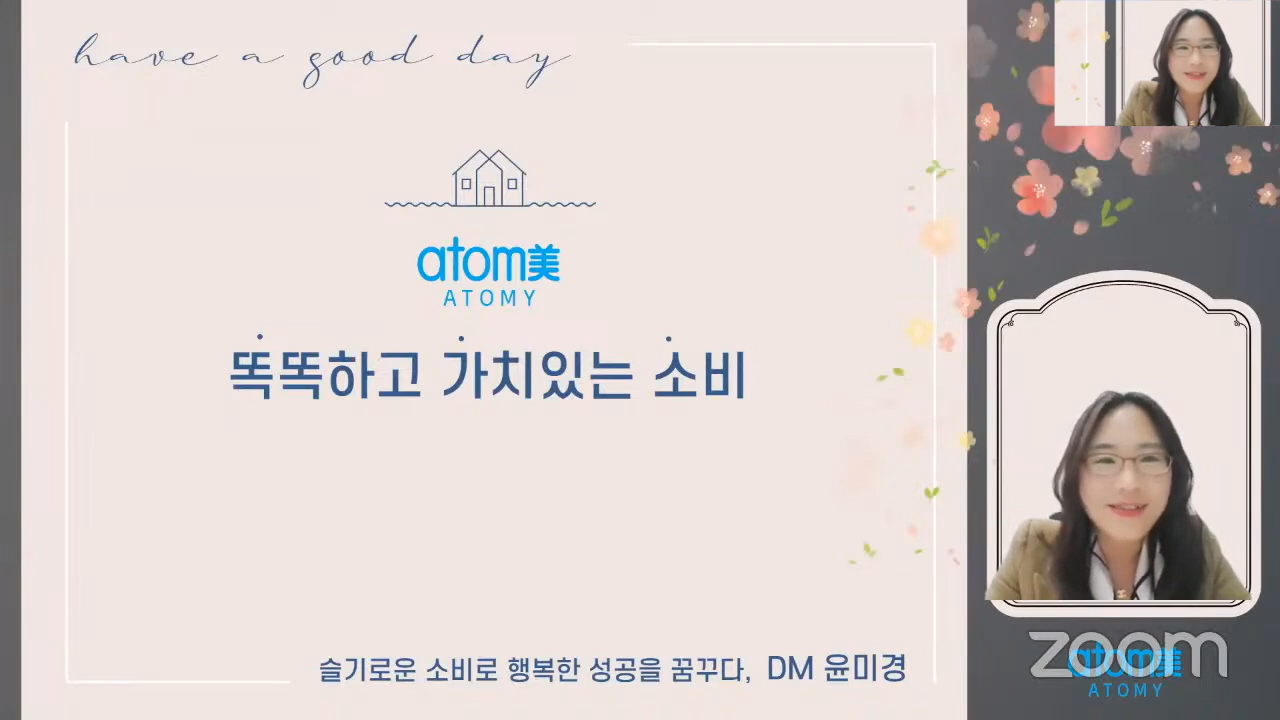 have a good day
atom美
ATOMY
똑똑하고 가치있는 소비
슬기로운 소비로 행복한 성공을 꿈꾸다, DM 윤미경
zoom
atom美
ATOMY